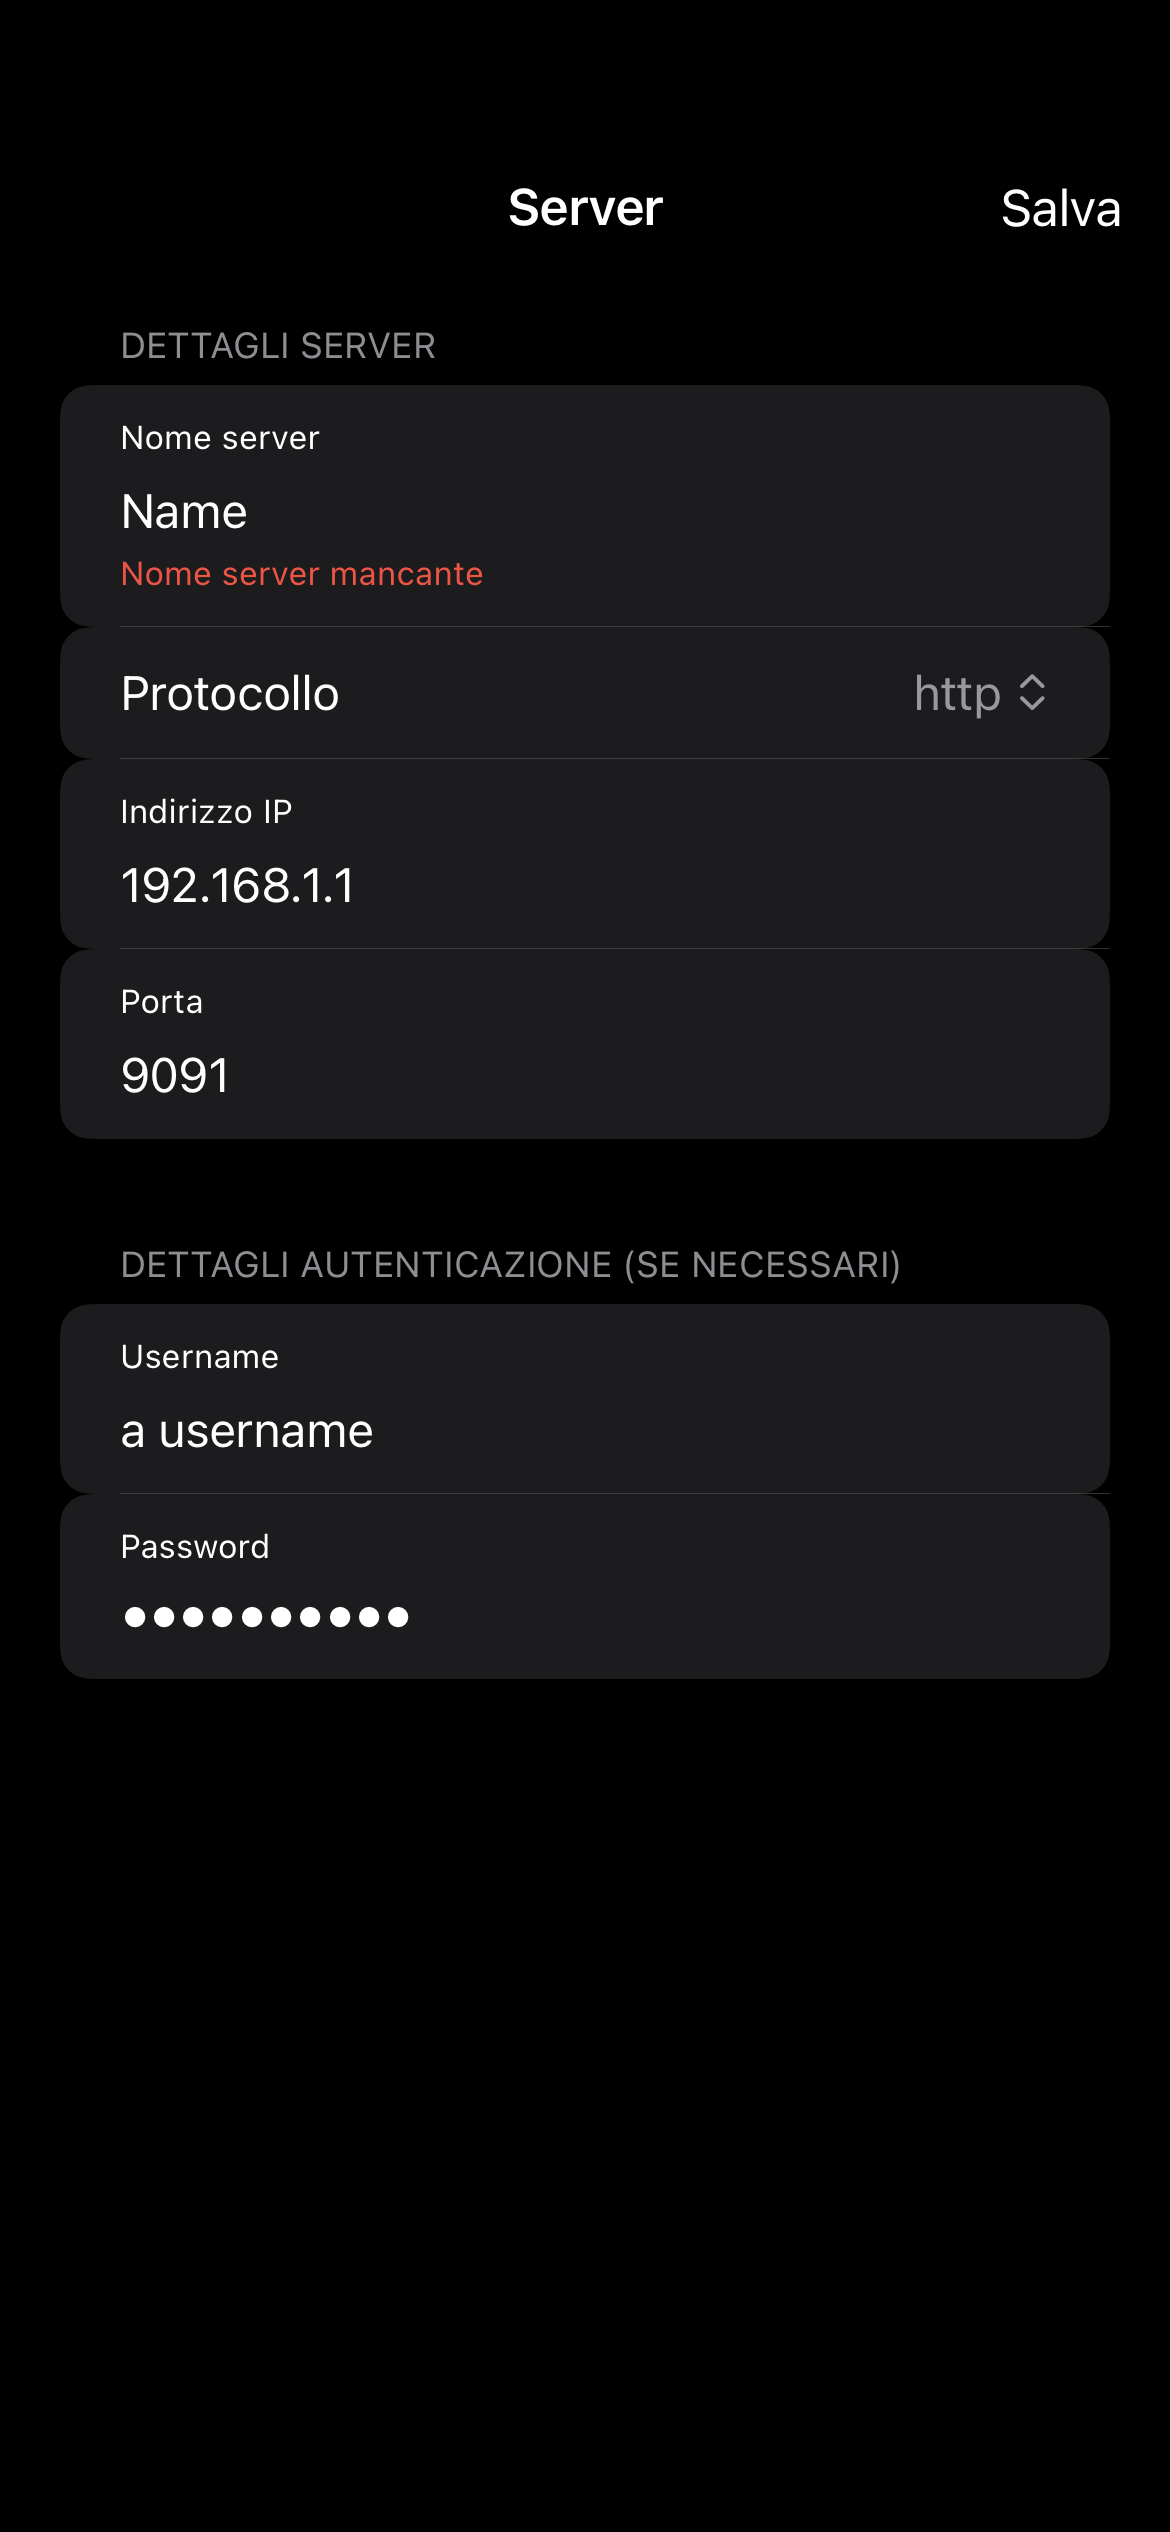 Server
Salva
DETTAGLI SERVER
Nome server
Name
Nome server mancante
Protocollo
http
Indirizzo IP
192.168.1.1
Porta
9091
DETTAGLI AUTENTICAZIONE (SE NECESSARI)
Username
a username
Password
••••••••••